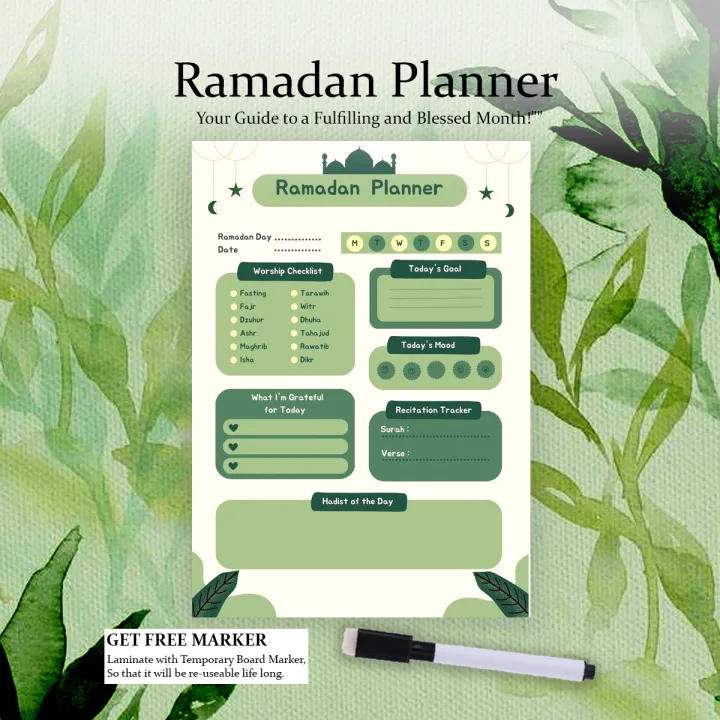 Ramadan Planner
Your Guide to a Fulfilling and Blessed Month!""
Ramadan Planner
Ramadan Day ..............
Date ..............
M T W T F S S
Worship Checklist
Fasting Tarawih
Fajr Witr
Dzuhur Dhuha
Ashr Tahajud
Maghrib Rawatib
Isha Dikr
Today's Goal
Today's Mood
What I'm Grateful
for Today
Recitation Tracker
Surah :
Verse :
Hadist of the Day
GET FREE MARKER
Laminate with Temporary Board Marker,
So that it will be re-useable life long.